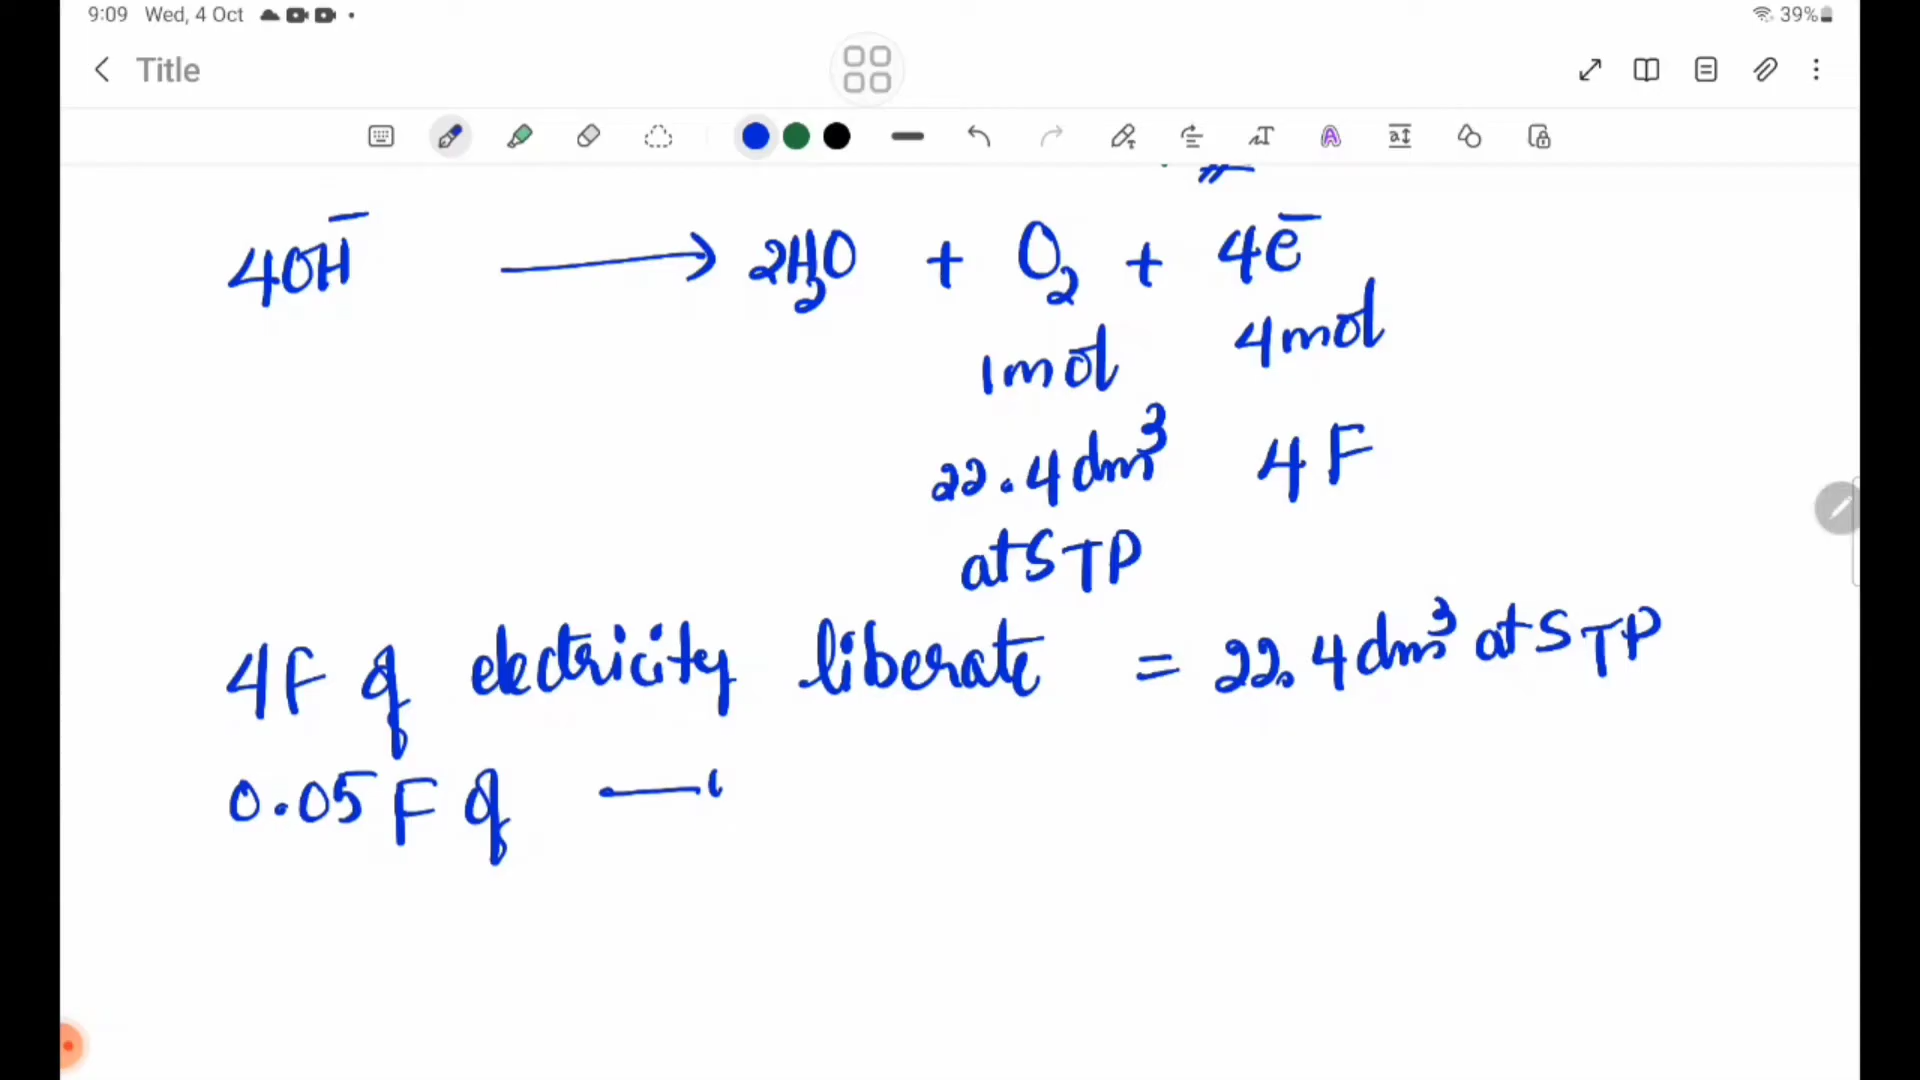 9:09 Wed, 4 Oct 39%
Title
4OH⁻ → 2H₂O + O₂ + 4e⁻
1mol 4mol
22.4dm³ 4F
at STP
4F of electricity liberate = 22.4dm³ at STP
0.05F of —